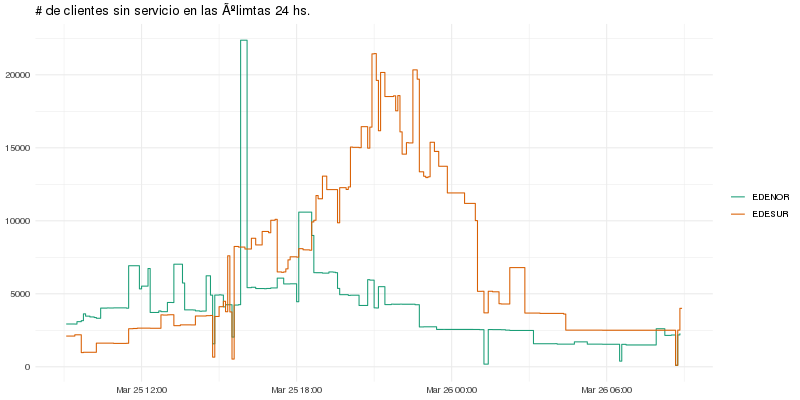 # de clientes sin servicio en las Ãºlimtas 24 hs.
20000
15000
10000
5000
0
Mar 25 12:00
Mar 25 18:00
Mar 26 00:00
Mar 26 06:00
EDENOR
EDESUR